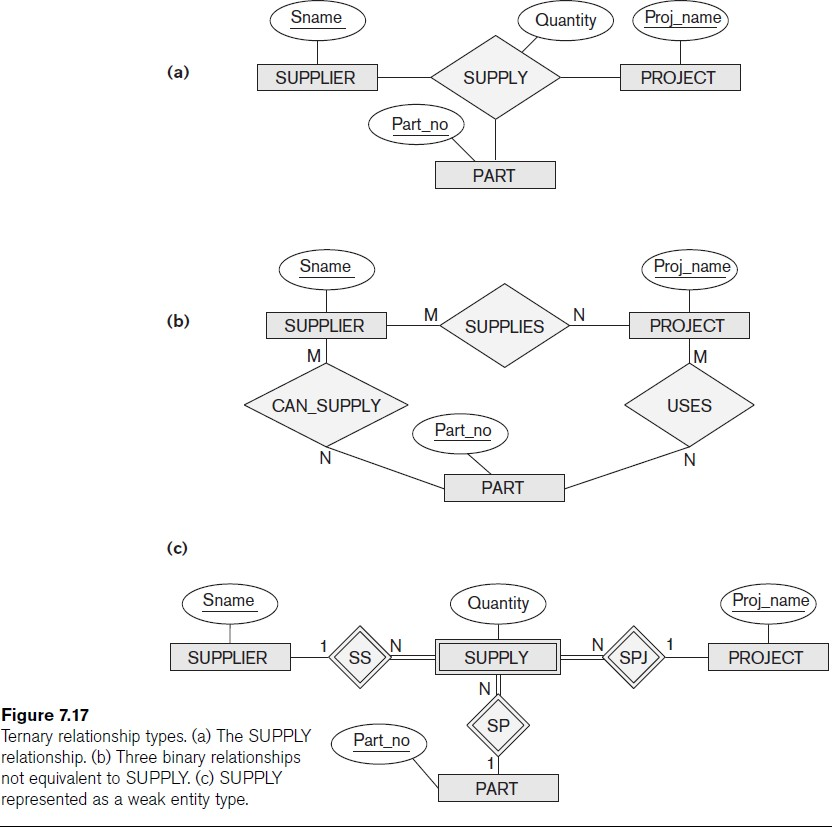 Sname
Quantity
Proj_name
(a)
SUPPLIER
SUPPLY
PROJECT
Part_no
PART
Sname
Proj_name
(b)
SUPPLIER
M
SUPPLIES
N
PROJECT
M
M
CAN_SUPPLY
USES
Part_no
N
N
PART
(c)
Sname
Quantity
Proj_name
SUPPLIER
1
SS
N
SUPPLY
N
SPJ
1
PROJECT
N
SP
Part_no
1
PART
Figure 7.17
Ternary relationship types. (a) The SUPPLY
relationship. (b) Three binary relationships
not equivalent to SUPPLY. (c) SUPPLY
represented as a weak entity type.